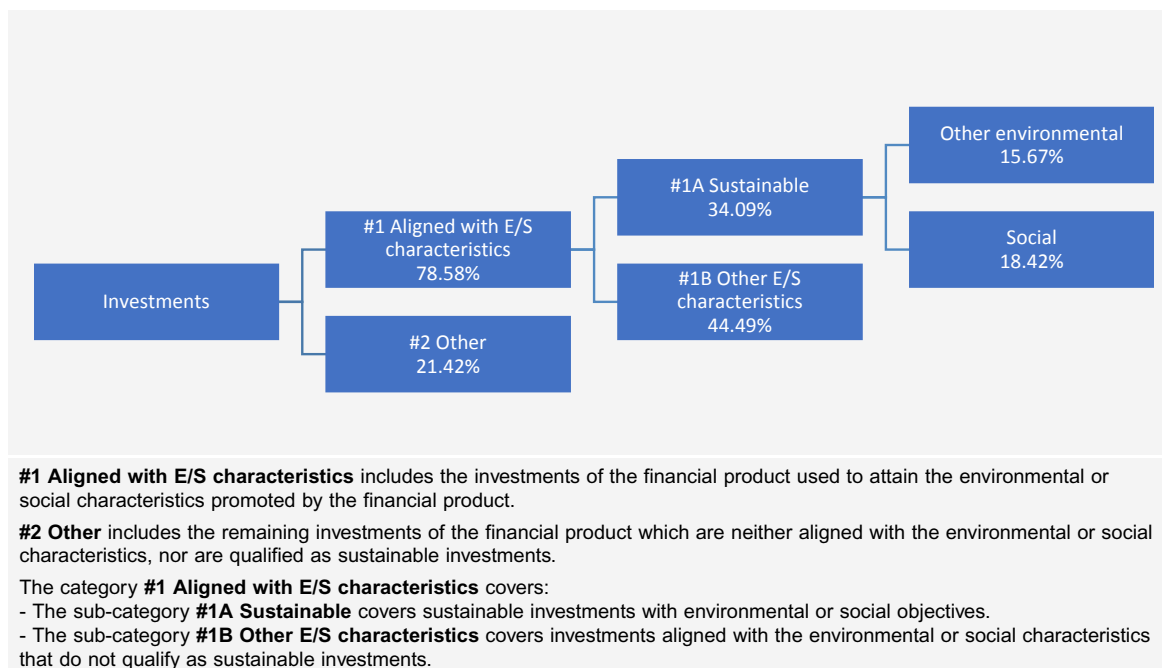 Investments
#1 Aligned with E/S
characteristics
78.58%
#2 Other
21.42%
#1A Sustainable
34.09%
#1B Other E/S
characteristics
44.49%
Other environmental
15.67%
Social
18.42%
#1 Aligned with E/S characteristics includes the investments of the financial product used to attain the environmental or
social characteristics promoted by the financial product.
#2 Other includes the remaining investments of the financial product which are neither aligned with the environmental or social
characteristics, nor are qualified as sustainable investments.
The category #1 Aligned with E/S characteristics covers:
- The sub-category #1A Sustainable covers sustainable investments with environmental or social objectives.
- The sub-category #1B Other E/S characteristics covers investments aligned with the environmental or social characteristics
that do not qualify as sustainable investments.